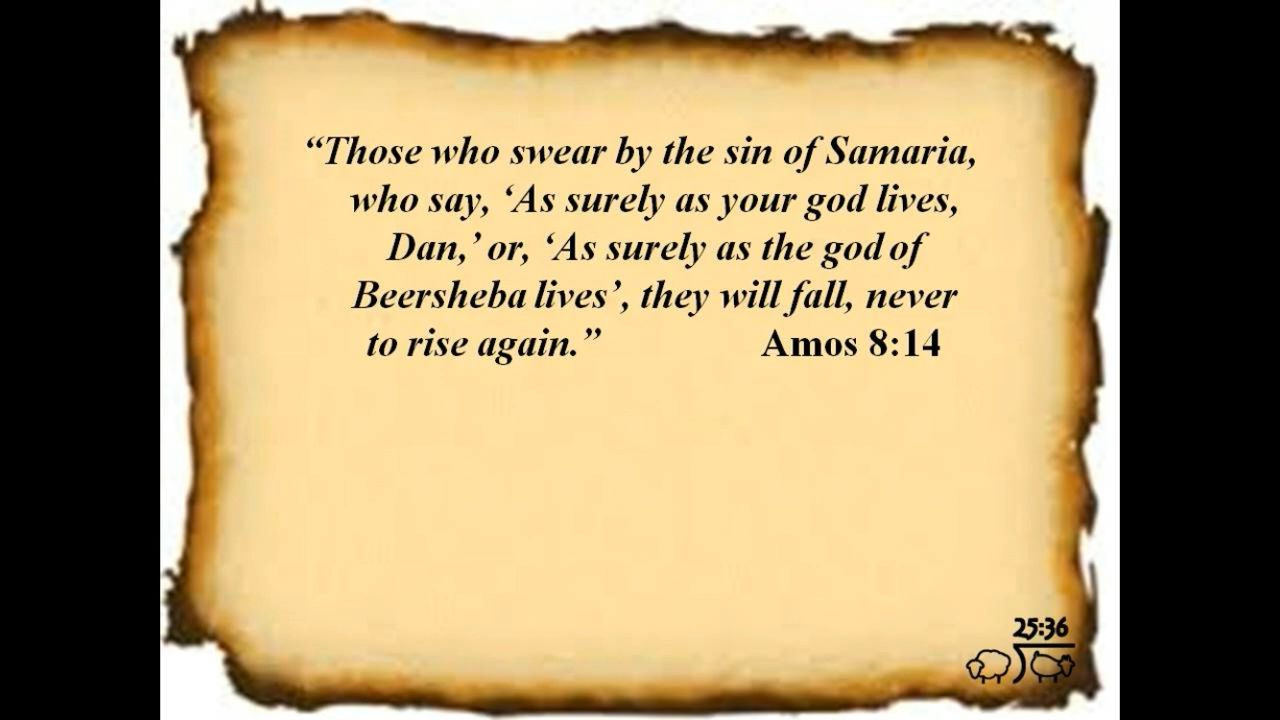 “Those who swear by the sin of Samaria,
who say, ‘As surely as your god lives,
Dan,’ or, ‘As surely as the god of
Beersheba lives’, they will fall, never
to rise again.” Amos 8:14
25:36